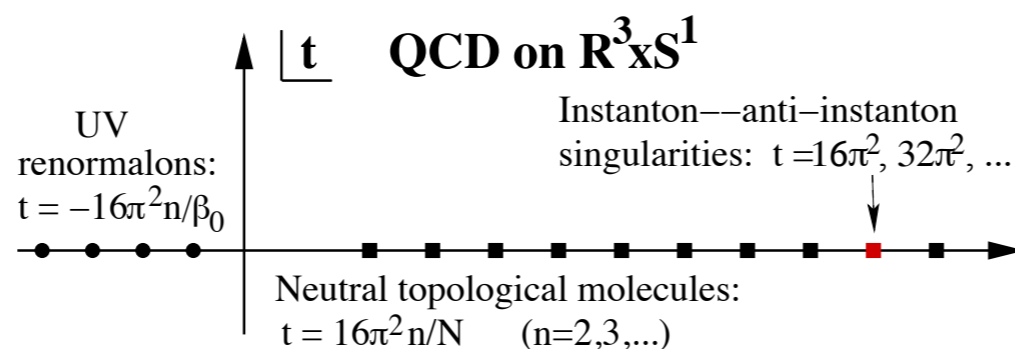 t QCD on R³xS¹
UV
renormalons:
t = −16π²n/β₀
Instanton−−anti−instanton
singularities: t =16π², 32π², ...
Neutral topological molecules:
t = 16π²n/N (n=2,3,...)